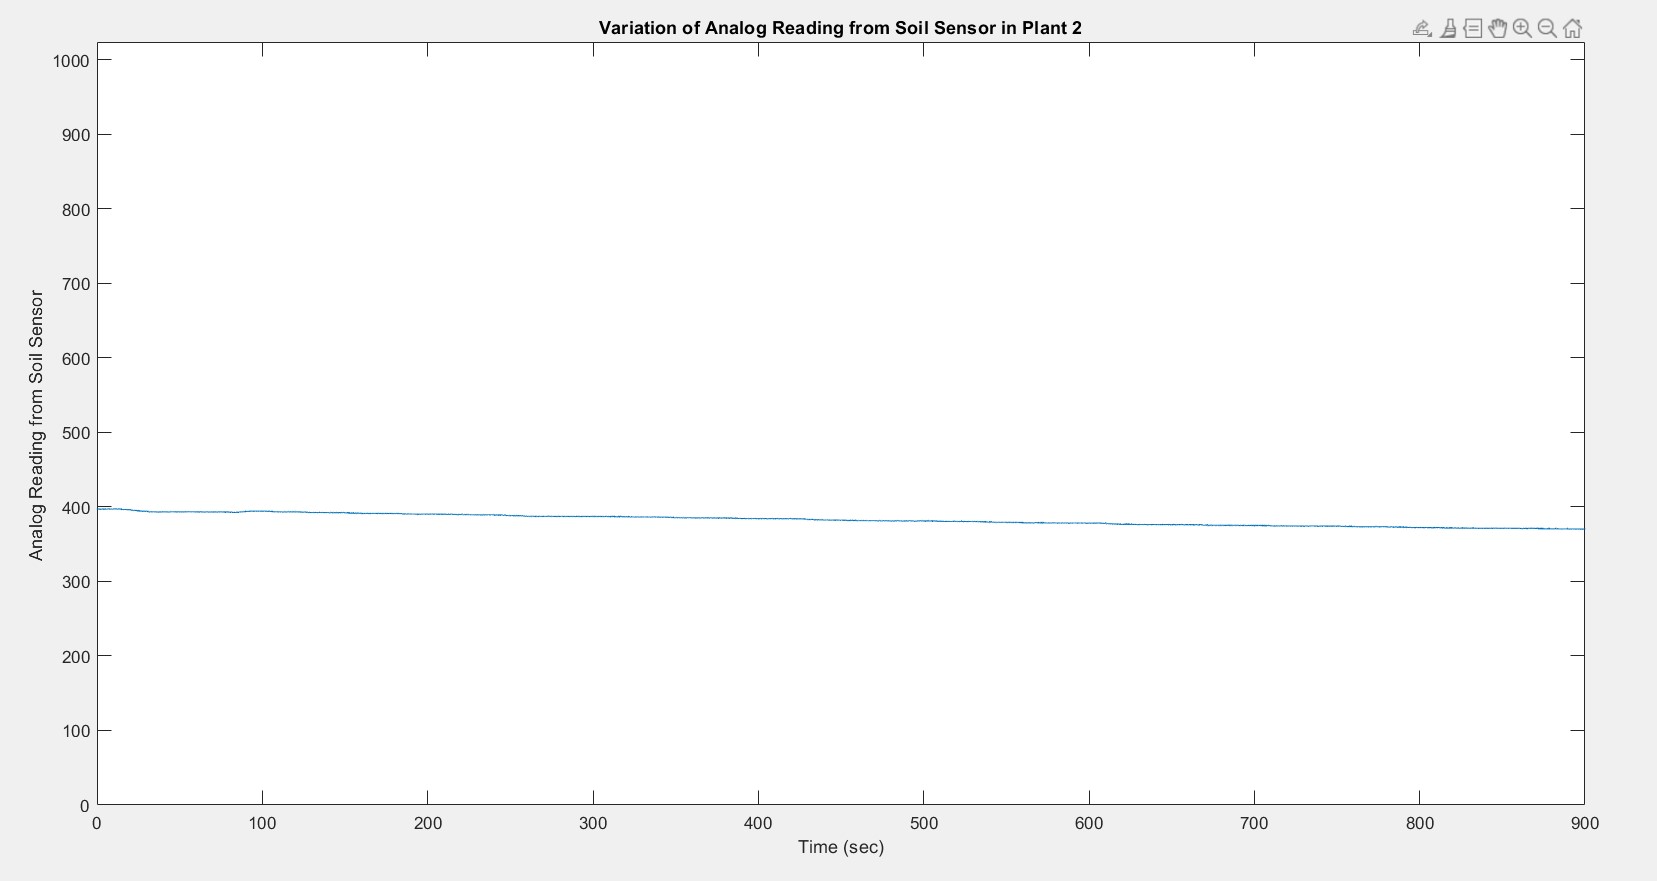 Variation of Analog Reading from Soil Sensor in Plant 2
1000
900
800
700
600
500
400
300
200
100
0
Analog Reading from Soil Sensor
0 100 200 300 400 500 600 700 800 900
Time (sec)